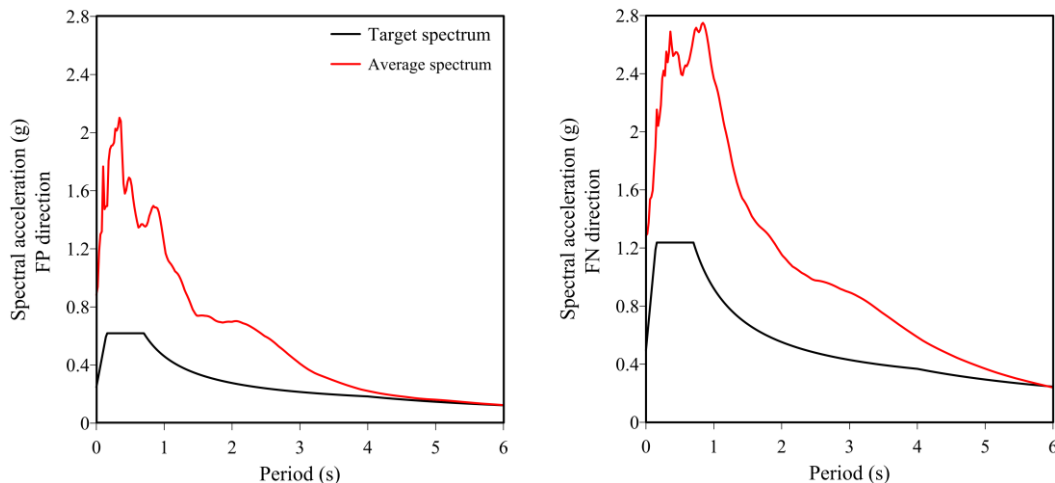 Spectral acceleration (g)
FP direction
2.8
2.4
2
1.6
1.2
0.8
0.4
0
Target spectrum
Average spectrum
0 1 2 3 4 5 6
Period (s)
Spectral acceleration (g)
FN direction
2.8
2.4
2
1.6
1.2
0.8
0.4
0
0 1 2 3 4 5 6
Period (s)